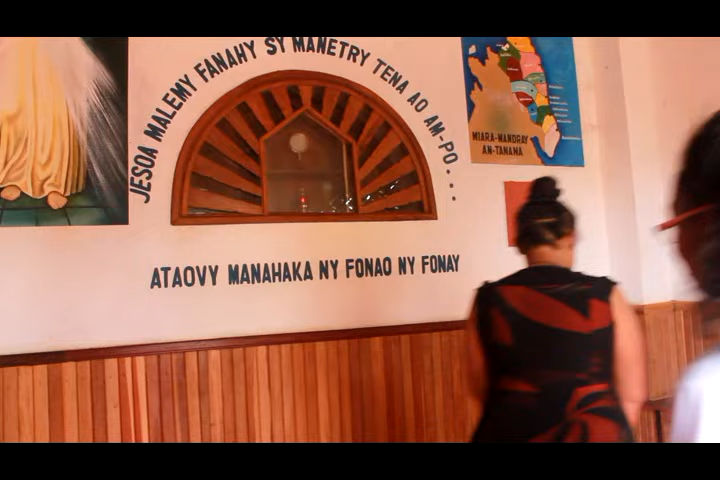 JESOA MALEMY FANAHY SY MANETRY TENA AO AM-PO...
MIARA-MANDRAY
AN-TANANA
ATAOVY MANAHAKA NY FONAO NY FONAY